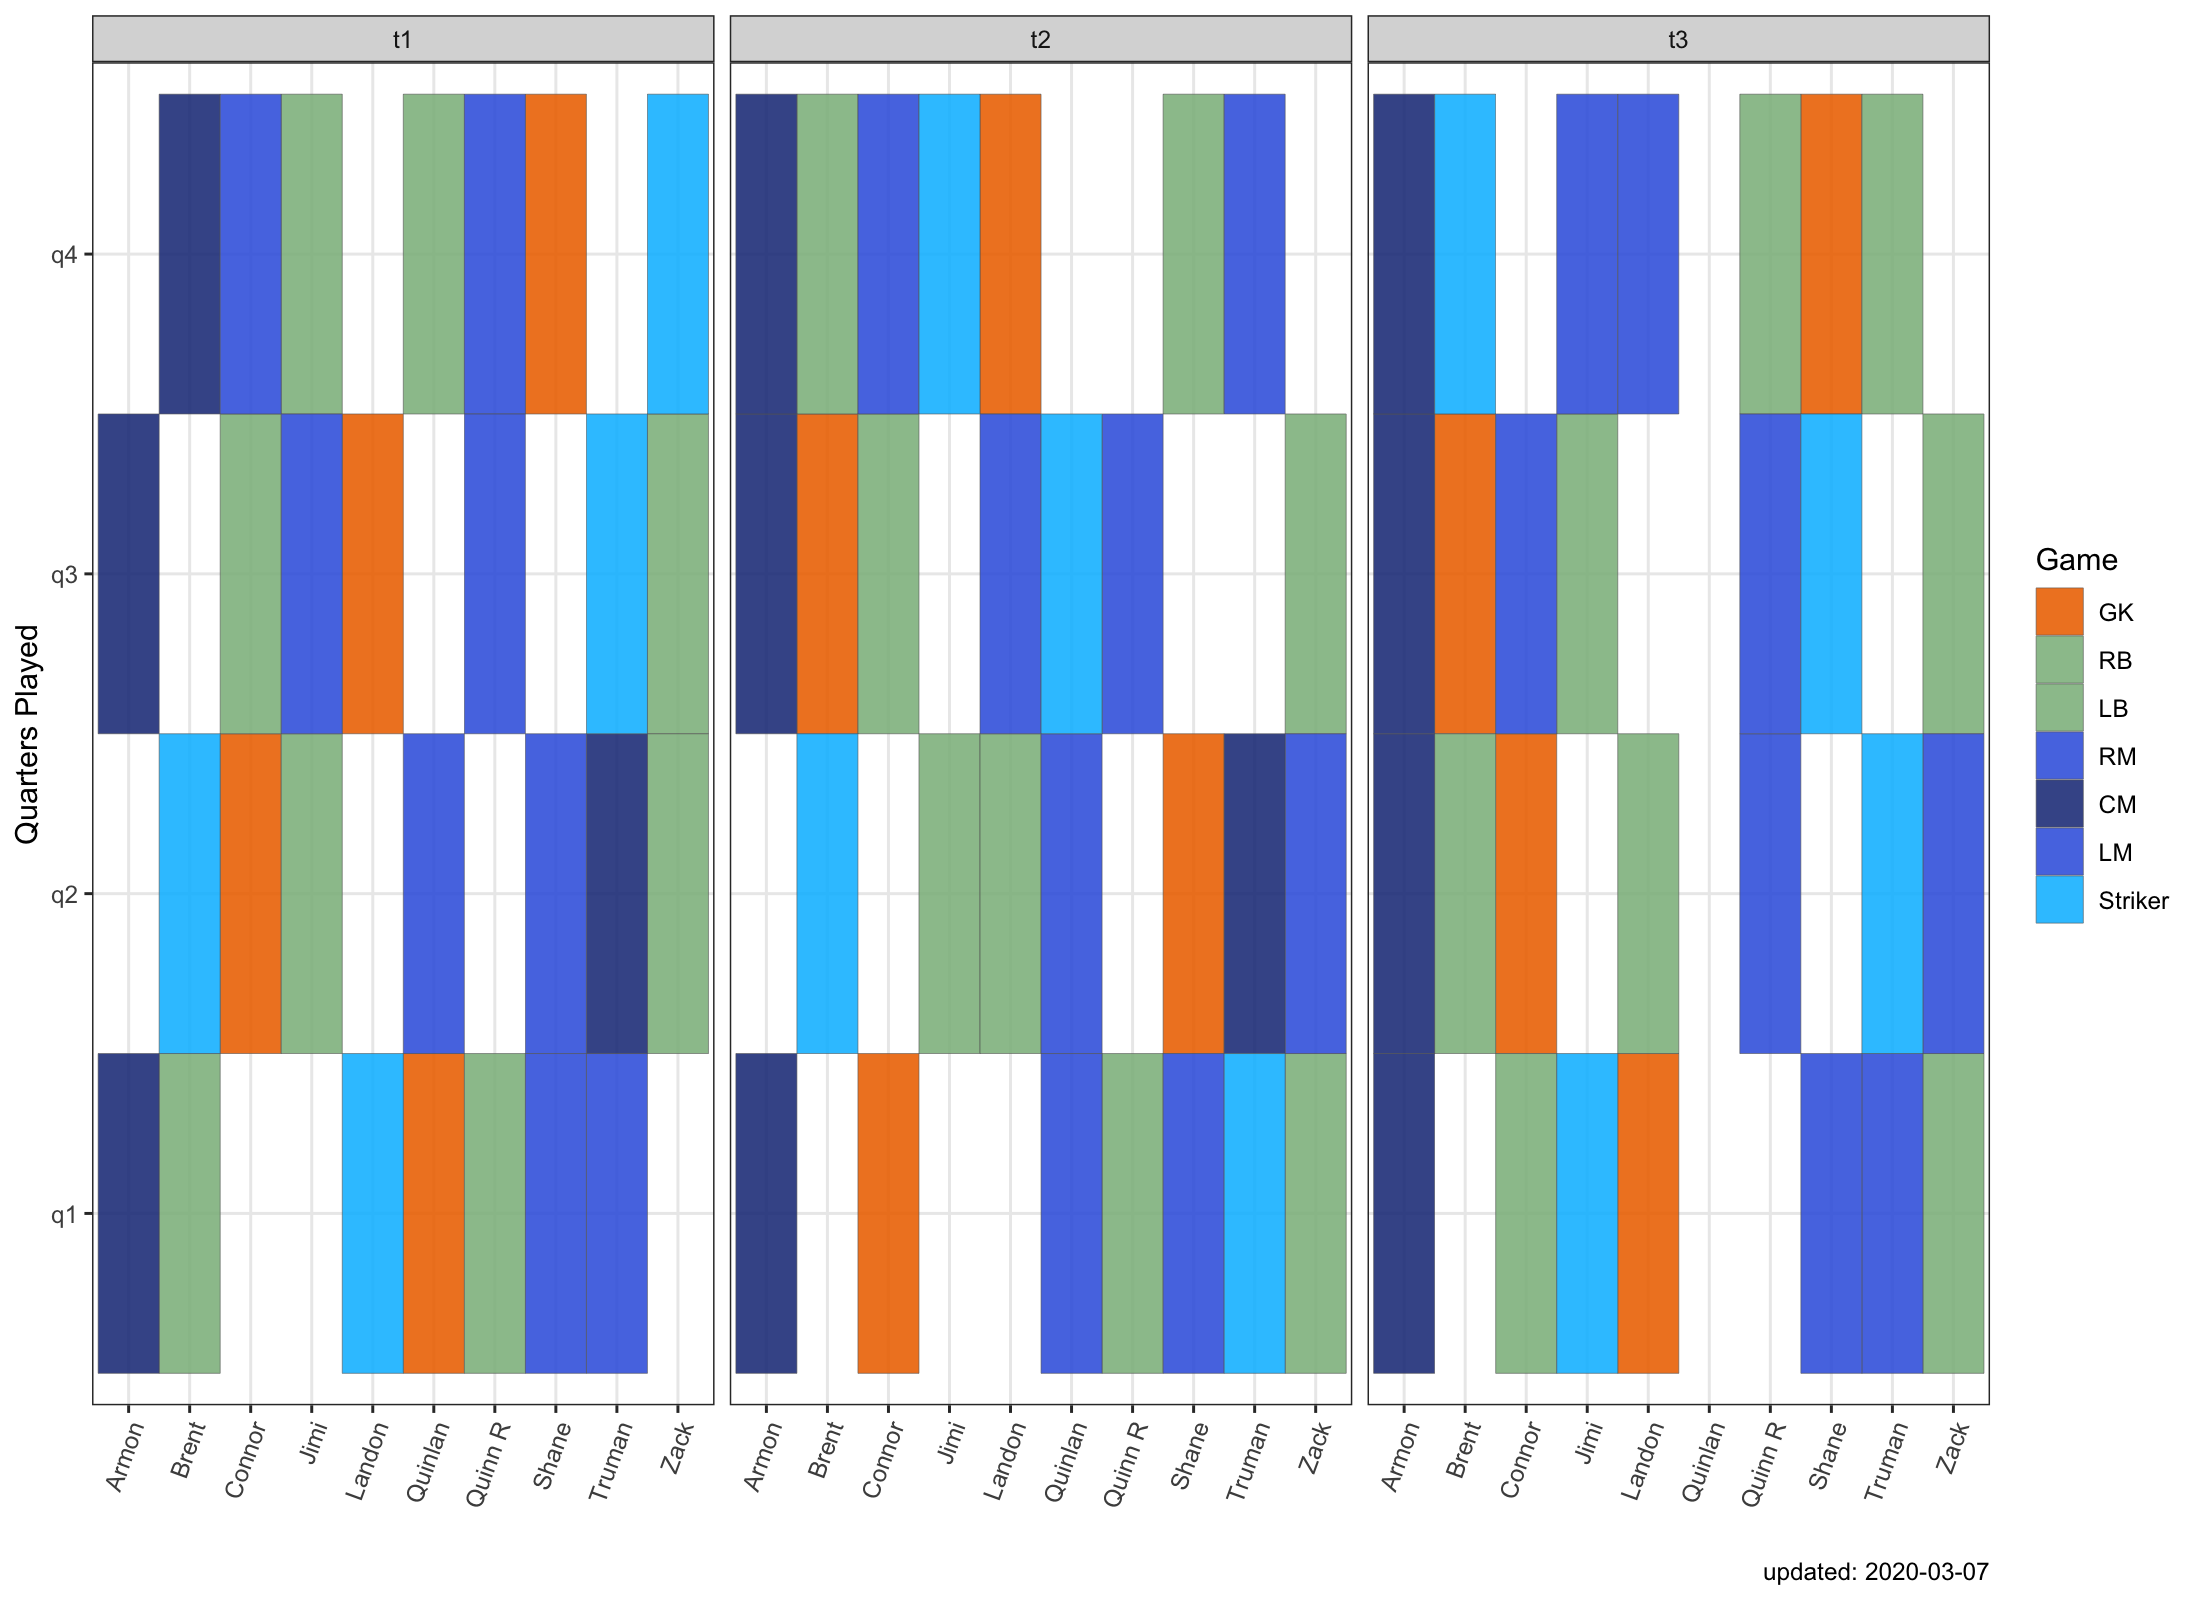 t1 t2 t3
Quarters Played
q4
q3
q2
q1
Armon Brent Connor Jimi Landon Quinlan Quinn R Shane Truman Zack
Armon Brent Connor Jimi Landon Quinlan Quinn R Shane Truman Zack
Armon Brent Connor Jimi Landon Quinlan Quinn R Shane Truman Zack
Game
GK
RB
LB
RM
CM
LM
Striker
updated: 2020-03-07